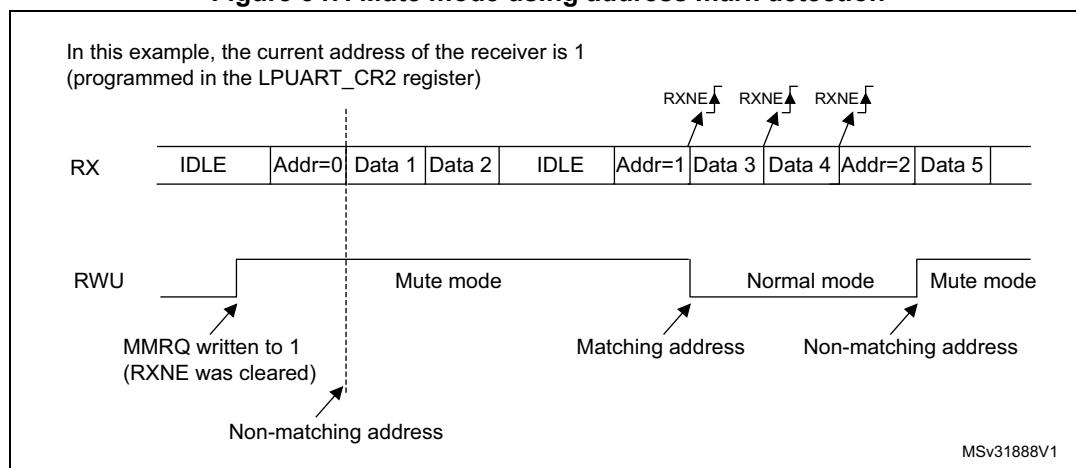 In this example, the current address of the receiver is 1
(programmed in the LPUART_CR2 register)
RXNE RXNE RXNE
RX IDLE Addr=0 Data 1 Data 2 IDLE Addr=1 Data 3 Data 4 Addr=2 Data 5
RWU Mute mode Normal mode Mute mode
MMRQ written to 1 Matching address Non-matching address
(RXNE was cleared)
Non-matching address
MSv31888V1